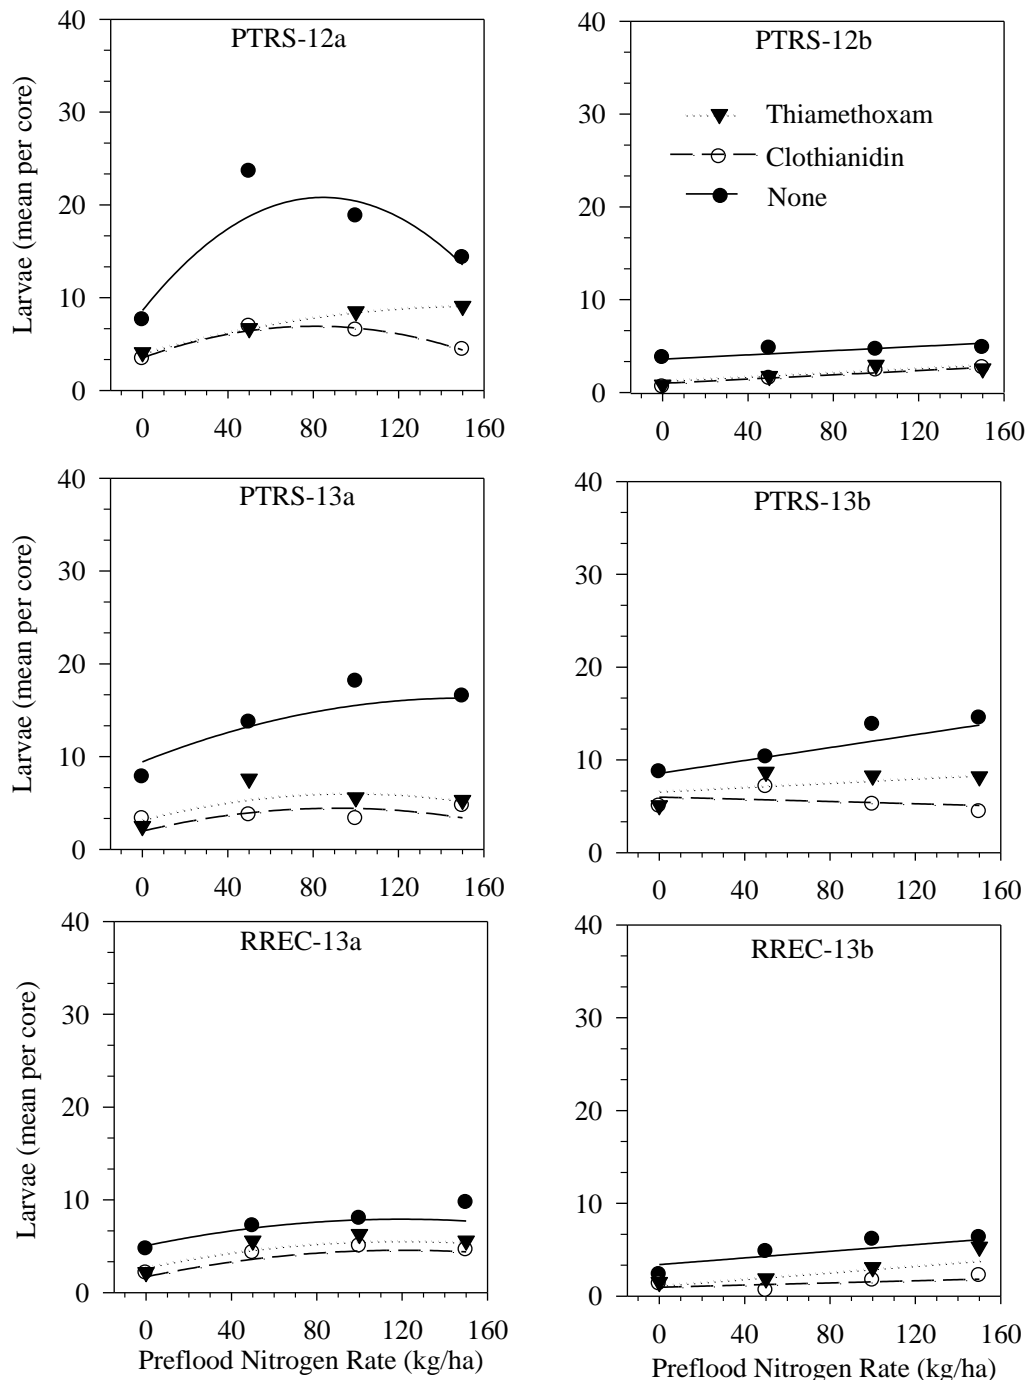 PTRS-12a
40
30
20
10
0
0 40 80 120 160
Larvae (mean per core)
PTRS-12b
Thiamethoxam
Clothianidin
None
40
30
20
10
0
0 40 80 120 160
PTRS-13a
40
30
20
10
0
0 40 80 120 160
Larvae (mean per core)
PTRS-13b
40
30
20
10
0
0 40 80 120 160
RREC-13a
40
30
20
10
0
0 40 80 120 160
Larvae (mean per core)
Preflood Nitrogen Rate (kg/ha)
RREC-13b
40
30
20
10
0
0 40 80 120 160
Preflood Nitrogen Rate (kg/ha)